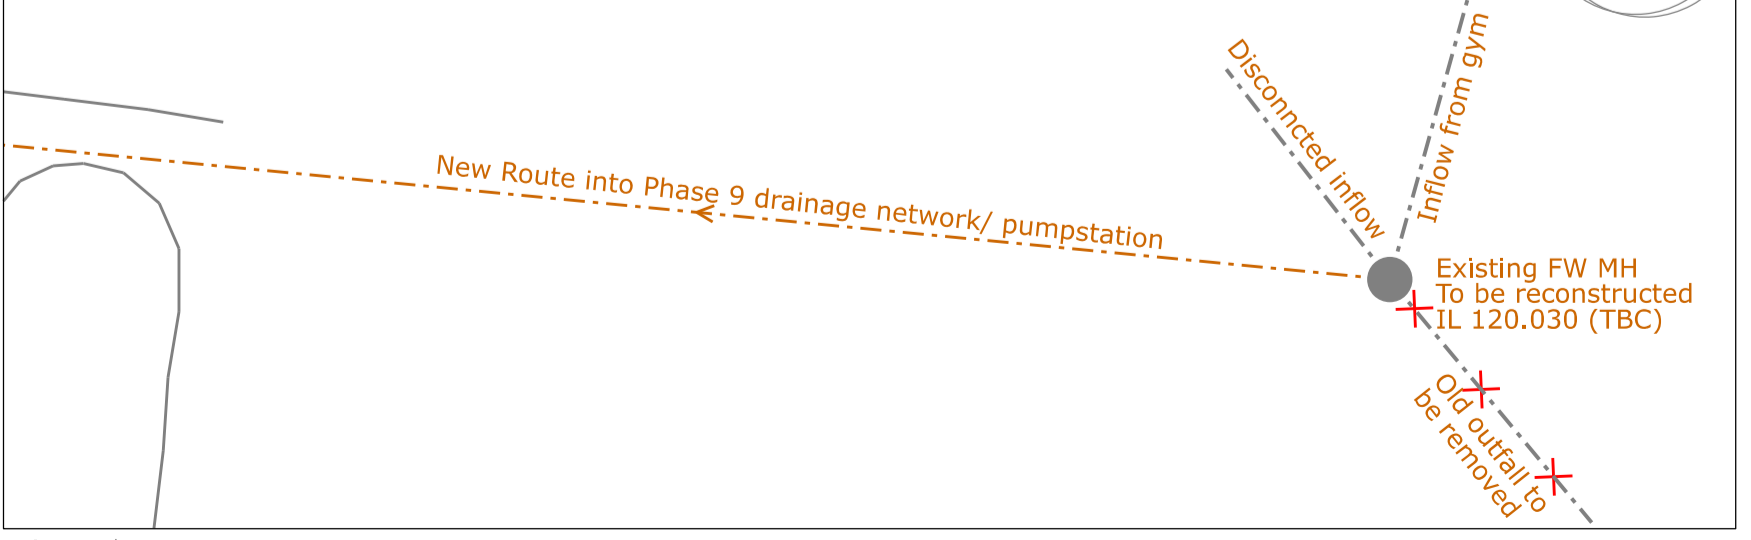 Disconncted inflow
Inflow from gym
New Route into Phase 9 drainage network/ pumpstation
Existing FW MH
To be reconstructed
IL 120.030 (TBC)
Old outfall to
be removed